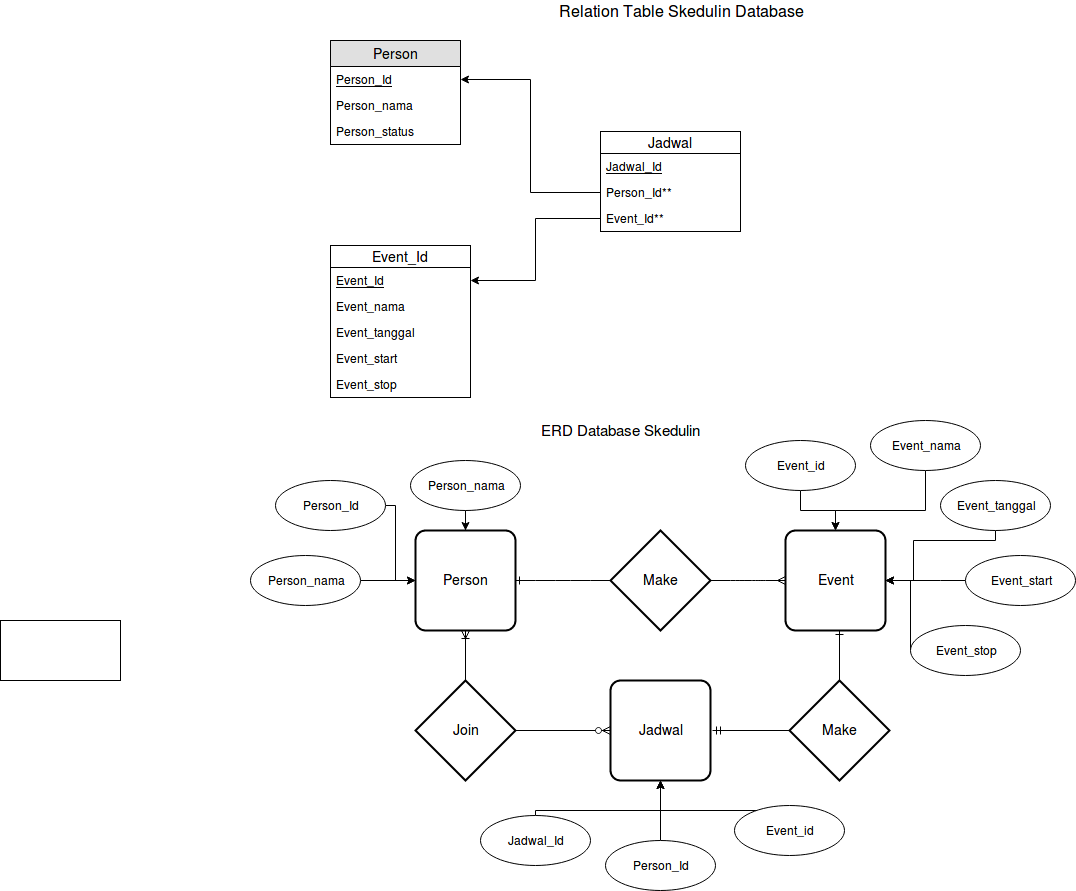 Relation Table Skedulin Database
Person
Person_Id
Person_nama
Person_status
Jadwal
Jadwal_Id
Person_Id**
Event_Id**
Event_Id
Event_Id
Event_nama
Event_tanggal
Event_start
Event_stop
ERD Database Skedulin
Event_nama
Event_id
Person_nama
Person_Id
Event_tanggal
Person_nama
Person
Make
Event
Event_start
Event_stop
Join
Jadwal
Make
Jadwal_Id
Event_id
Person_Id